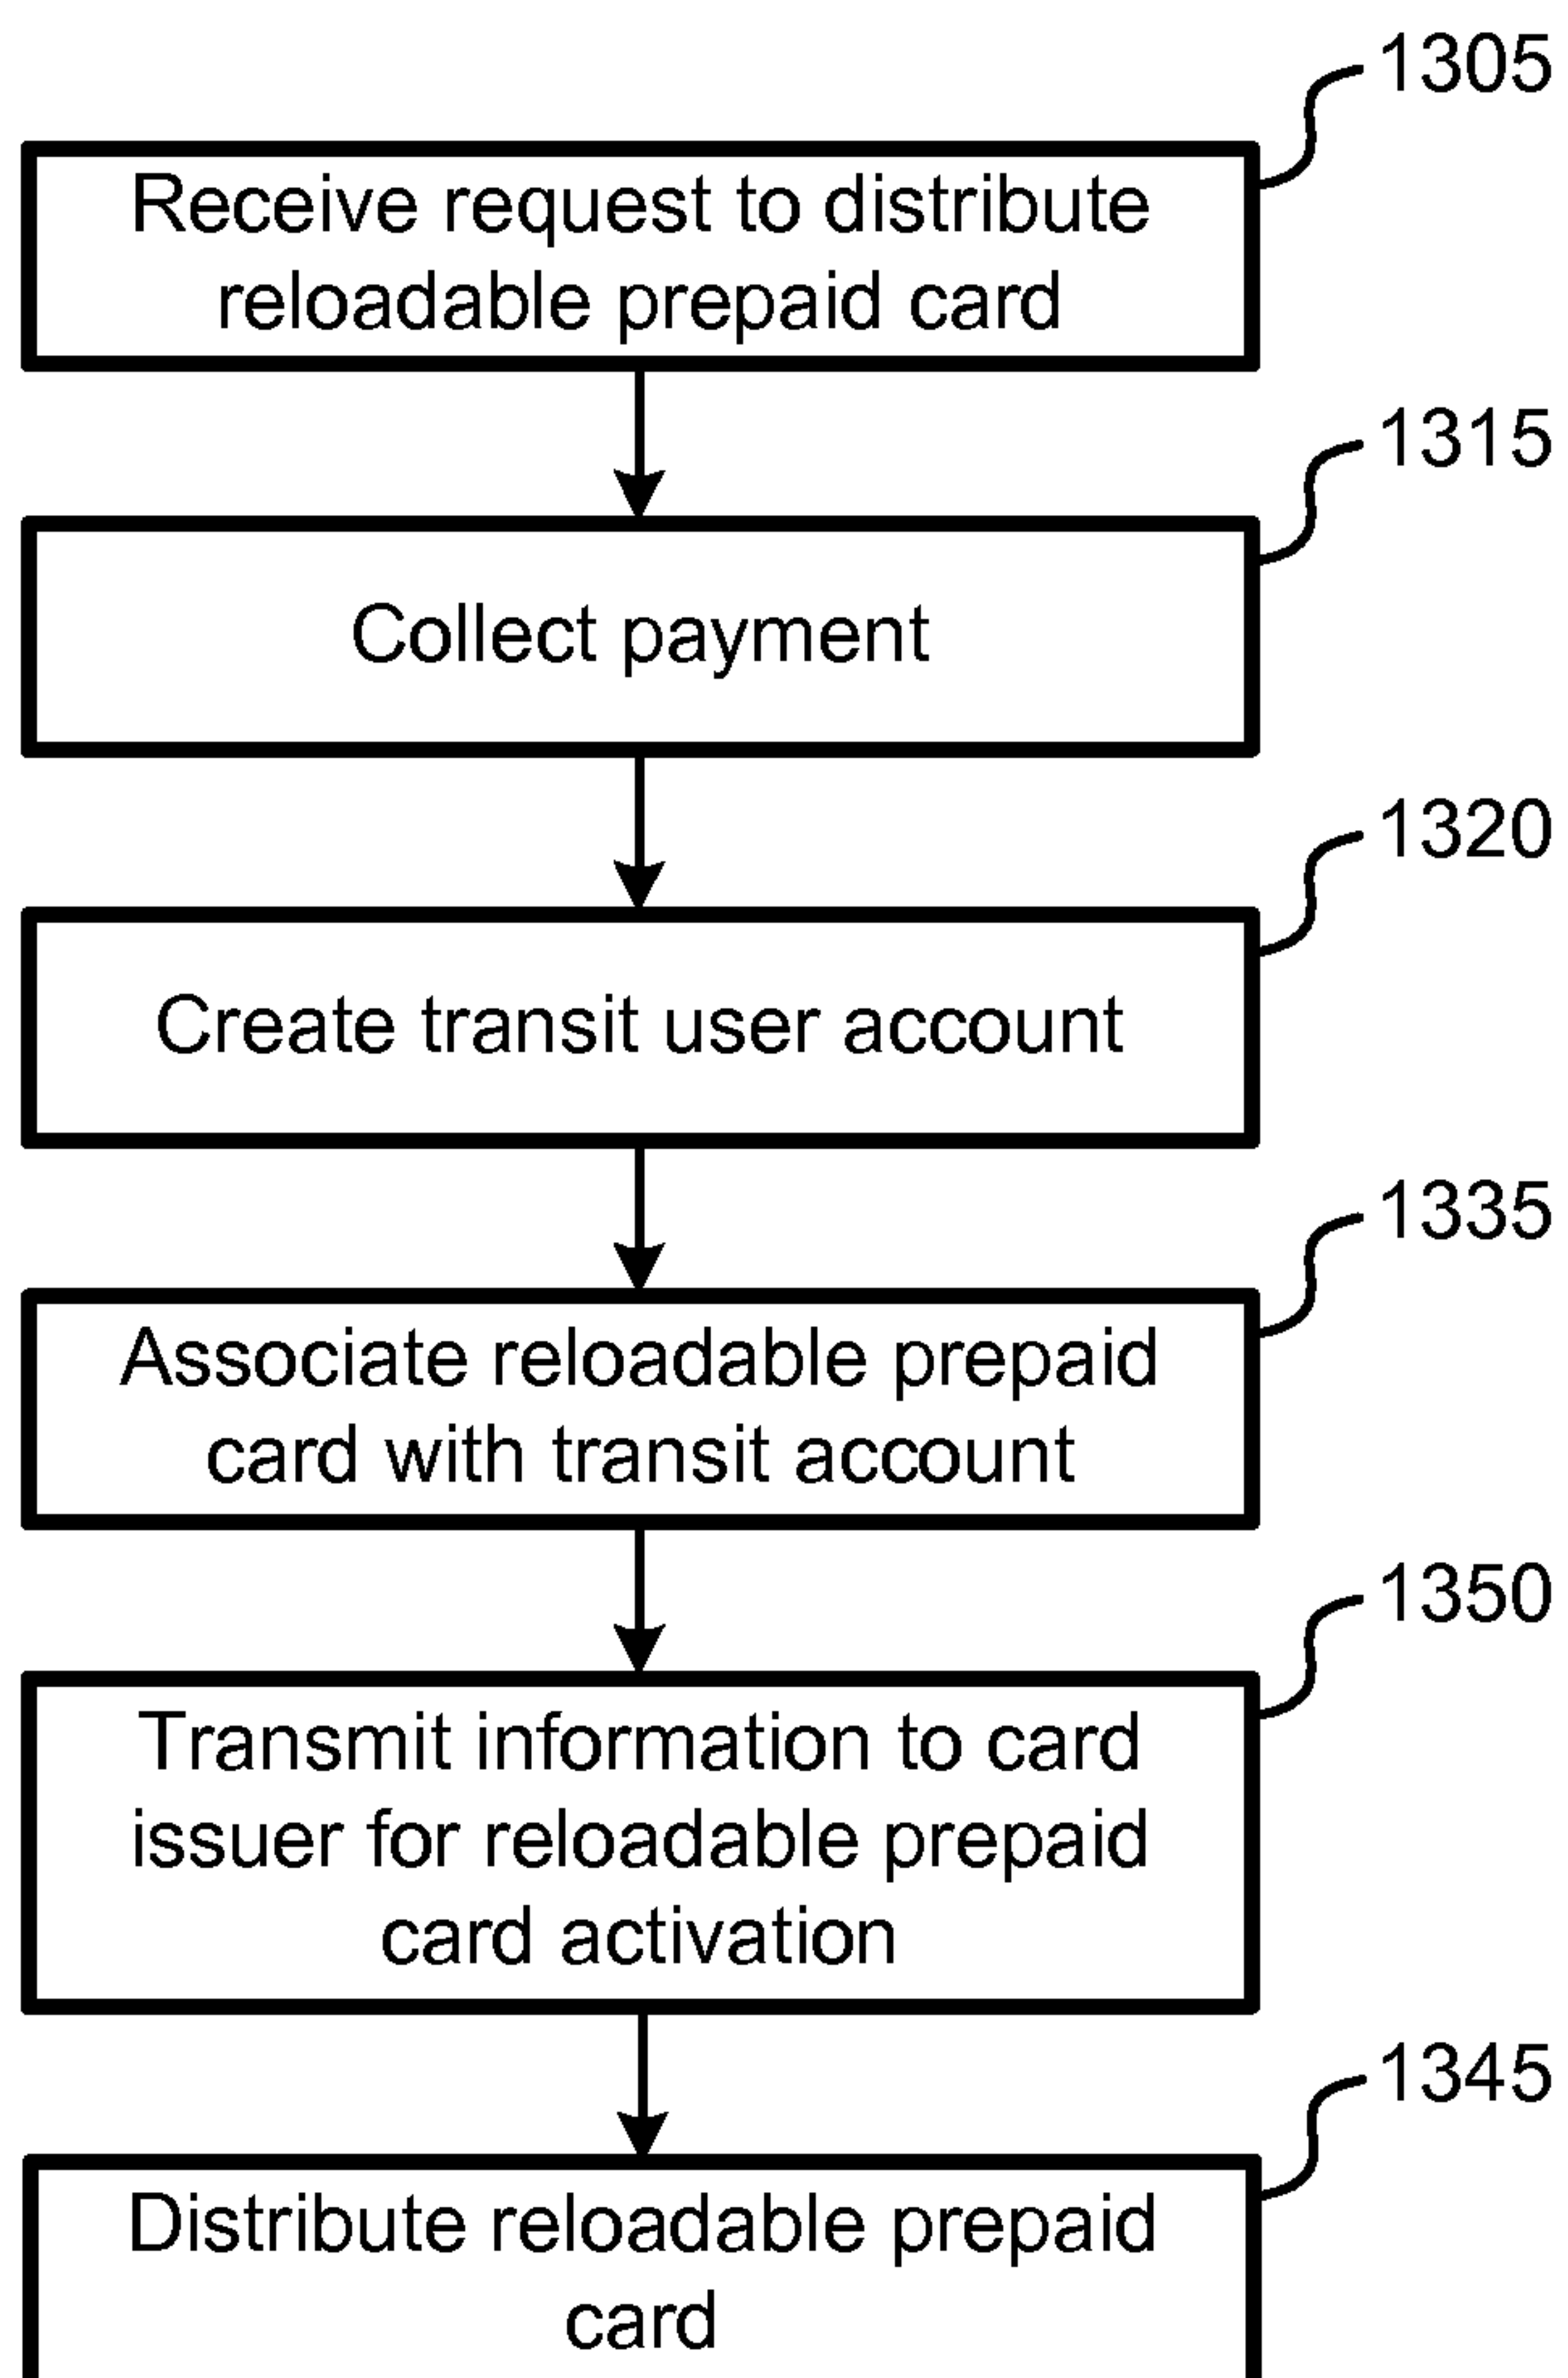 1305
Receive request to distribute
reloadable prepaid card
1315
Collect payment
1320
Create transit user account
1335
Associate reloadable prepaid
card with transit account
1350
Transmit information to card
issuer for reloadable prepaid
card activation
1345
Distribute reloadable prepaid
card